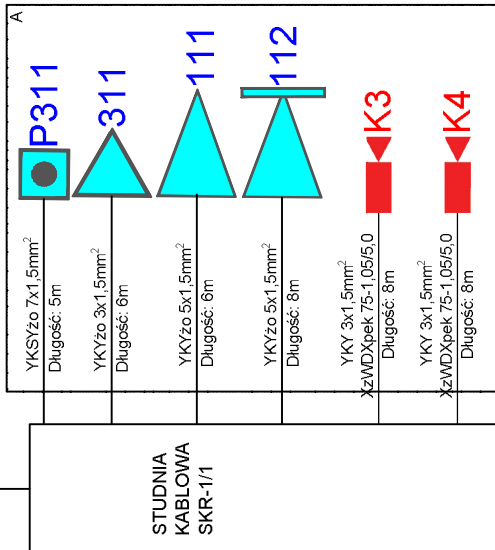 A
P311
311
111
112
K3
K4
YKSYżo 7x1,5mm²
Długość: 5m
YKYżo 3x1,5mm²
Długość: 6m
YKYżo 5x1,5mm²
Długość: 6m
YKYżo 5x1,5mm²
Długość: 8m
YKY 3x1,5mm²
XzWDXpek 75-1,05/5,0
Długość: 8m
YKY 3x1,5mm²
XzWDXpek 75-1,05/5,0
Długość: 8m
STUDNIA
KABLOWA
SKR-1/1